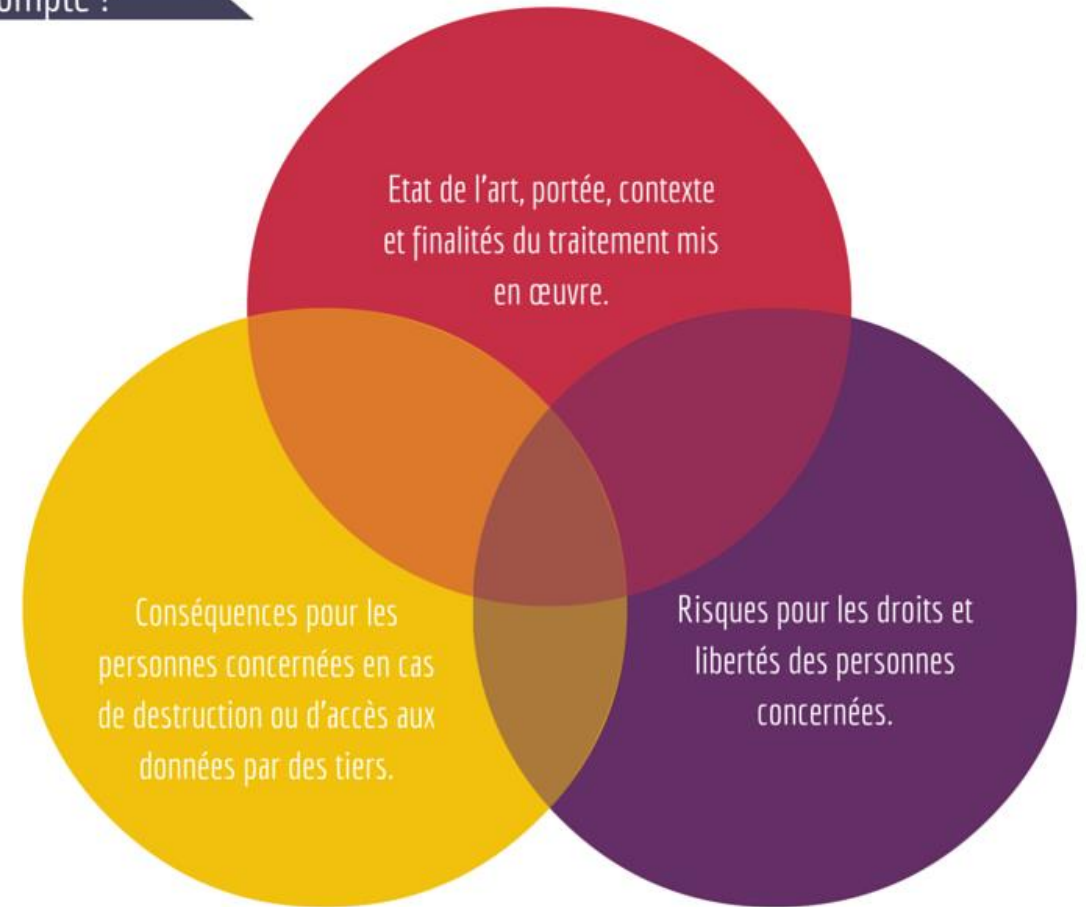 compte ?
Etat de l'art, portée, contexte
et finalités du traitement mis
en œuvre.
Conséquences pour les
personnes concernées en cas
de destruction ou d'accès aux
données par des tiers.
Risques pour les droits et
libertés des personnes
concernées.